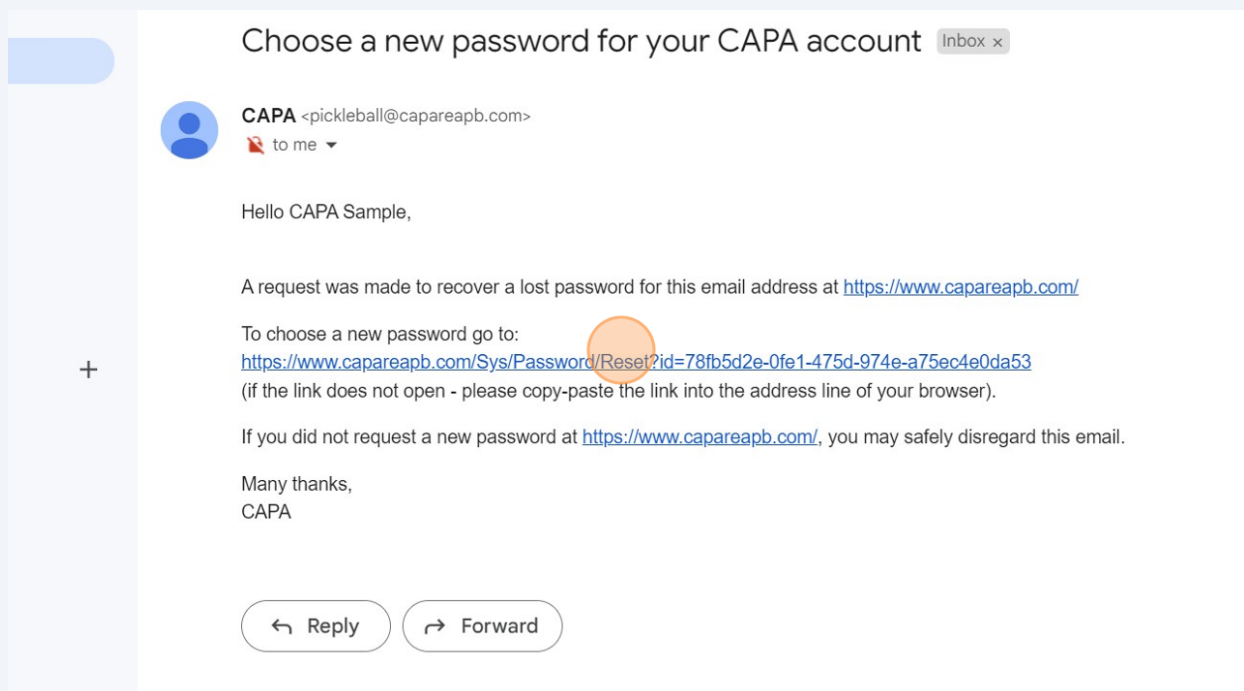 Choose a new password for your CAPA account Inbox ×
CAPA <pickleball@capareapb.com>
to me
Hello CAPA Sample,
A request was made to recover a lost password for this email address at https://www.capareapb.com/
To choose a new password go to:
https://www.capareapb.com/Sys/Password/Reset?id=78fb5d2e-0fe1-475d-974e-a75ec4e0da53
(if the link does not open - please copy-paste the link into the address line of your browser).
If you did not request a new password at https://www.capareapb.com/, you may safely disregard this email.
Many thanks,
CAPA
Reply Forward